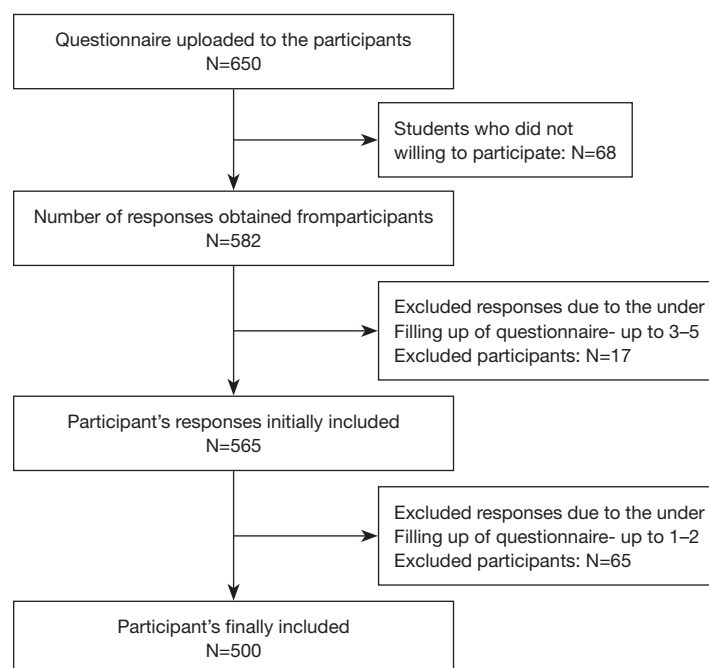 Questionnaire uploaded to the participants
N=650
Students who did not
willing to participate: N=68
Number of responses obtained fromparticipants
N=582
Excluded responses due to the under
Filling up of questionnaire- up to 3–5
Excluded participants: N=17
Participant's responses initially included
N=565
Excluded responses due to the under
Filling up of questionnaire- up to 1–2
Excluded participants: N=65
Participant's finally included
N=500